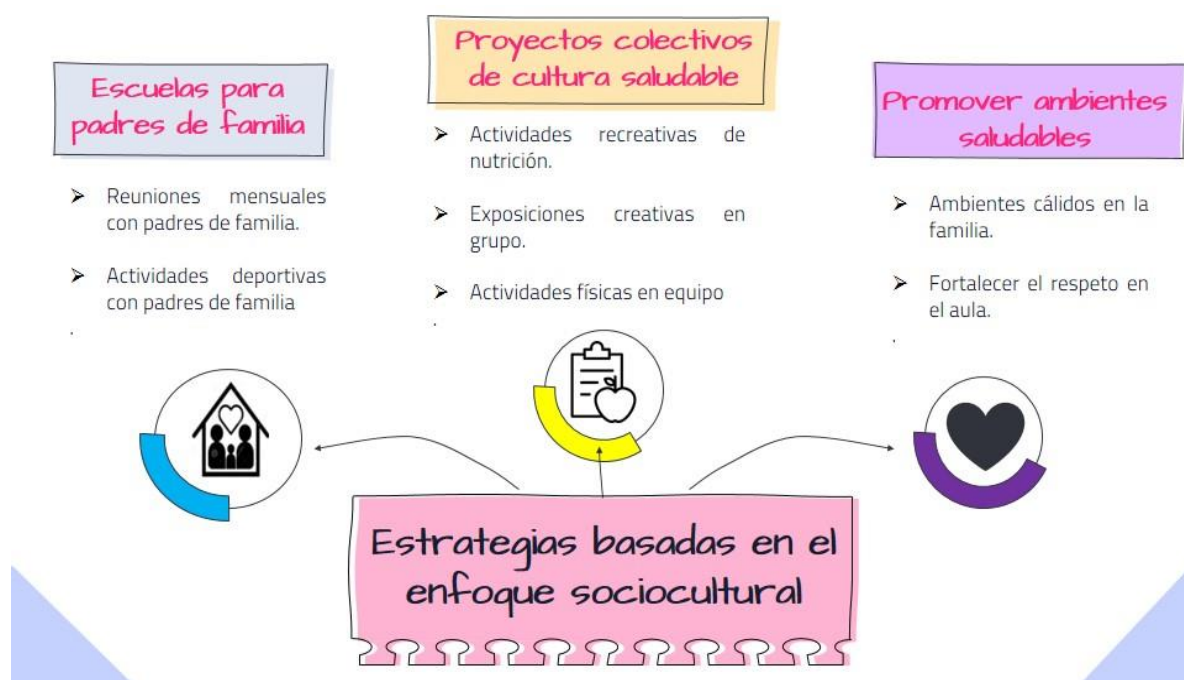 Escuelas para
padres de familia
➤ Reuniones mensuales
con padres de familia.
➤ Actividades deportivas
con padres de familia
.
Proyectos colectivos
de cultura saludable
➤ Actividades recreativas de
nutrición.
➤ Exposiciones creativas en
grupo.
➤ Actividades físicas en equipo
.
Promover ambientes
saludables
➤ Ambientes cálidos en la
familia.
➤ Fortalecer el respeto en
el aula.
.
Estrategias basadas en el
enfoque sociocultural